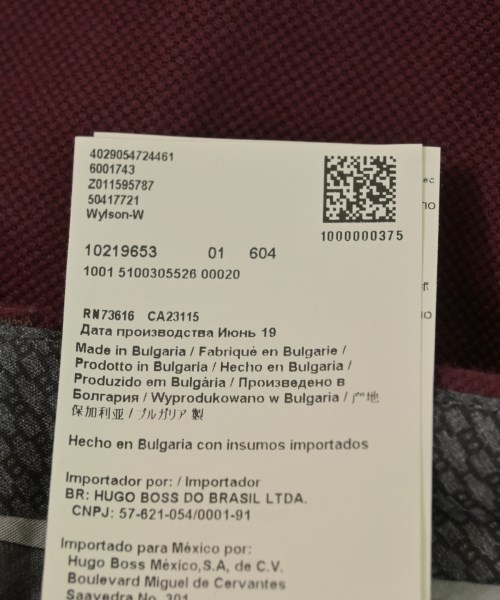 4029054724461
6001743
Z011595787
50417721
Wylson-W
1000000375
10219653 01 604
1001 5100305526 00020
RN73616 CA23115
Дата производства Июнь 19
Made in Bulgaria / Fabriqué en Bulgarie /
Prodotto in Bulgaria / Hecho en Bulgaria /
Produzido em Bulgária / Произведено в
Болгария / Wyprodukowano w Bulgaria / 产地
保加利亚 / ブルガリア 製
Hecho en Bulgaria con insumos importados
Importador por: / Importador
BR: HUGO BOSS DO BRASIL LTDA.
CNPJ: 57-621-054/0001-91
Importado para México por:
Hugo Boss México,S.A, de C.V.
Boulevard Miguel de Cervantes
Saavedra No. 301